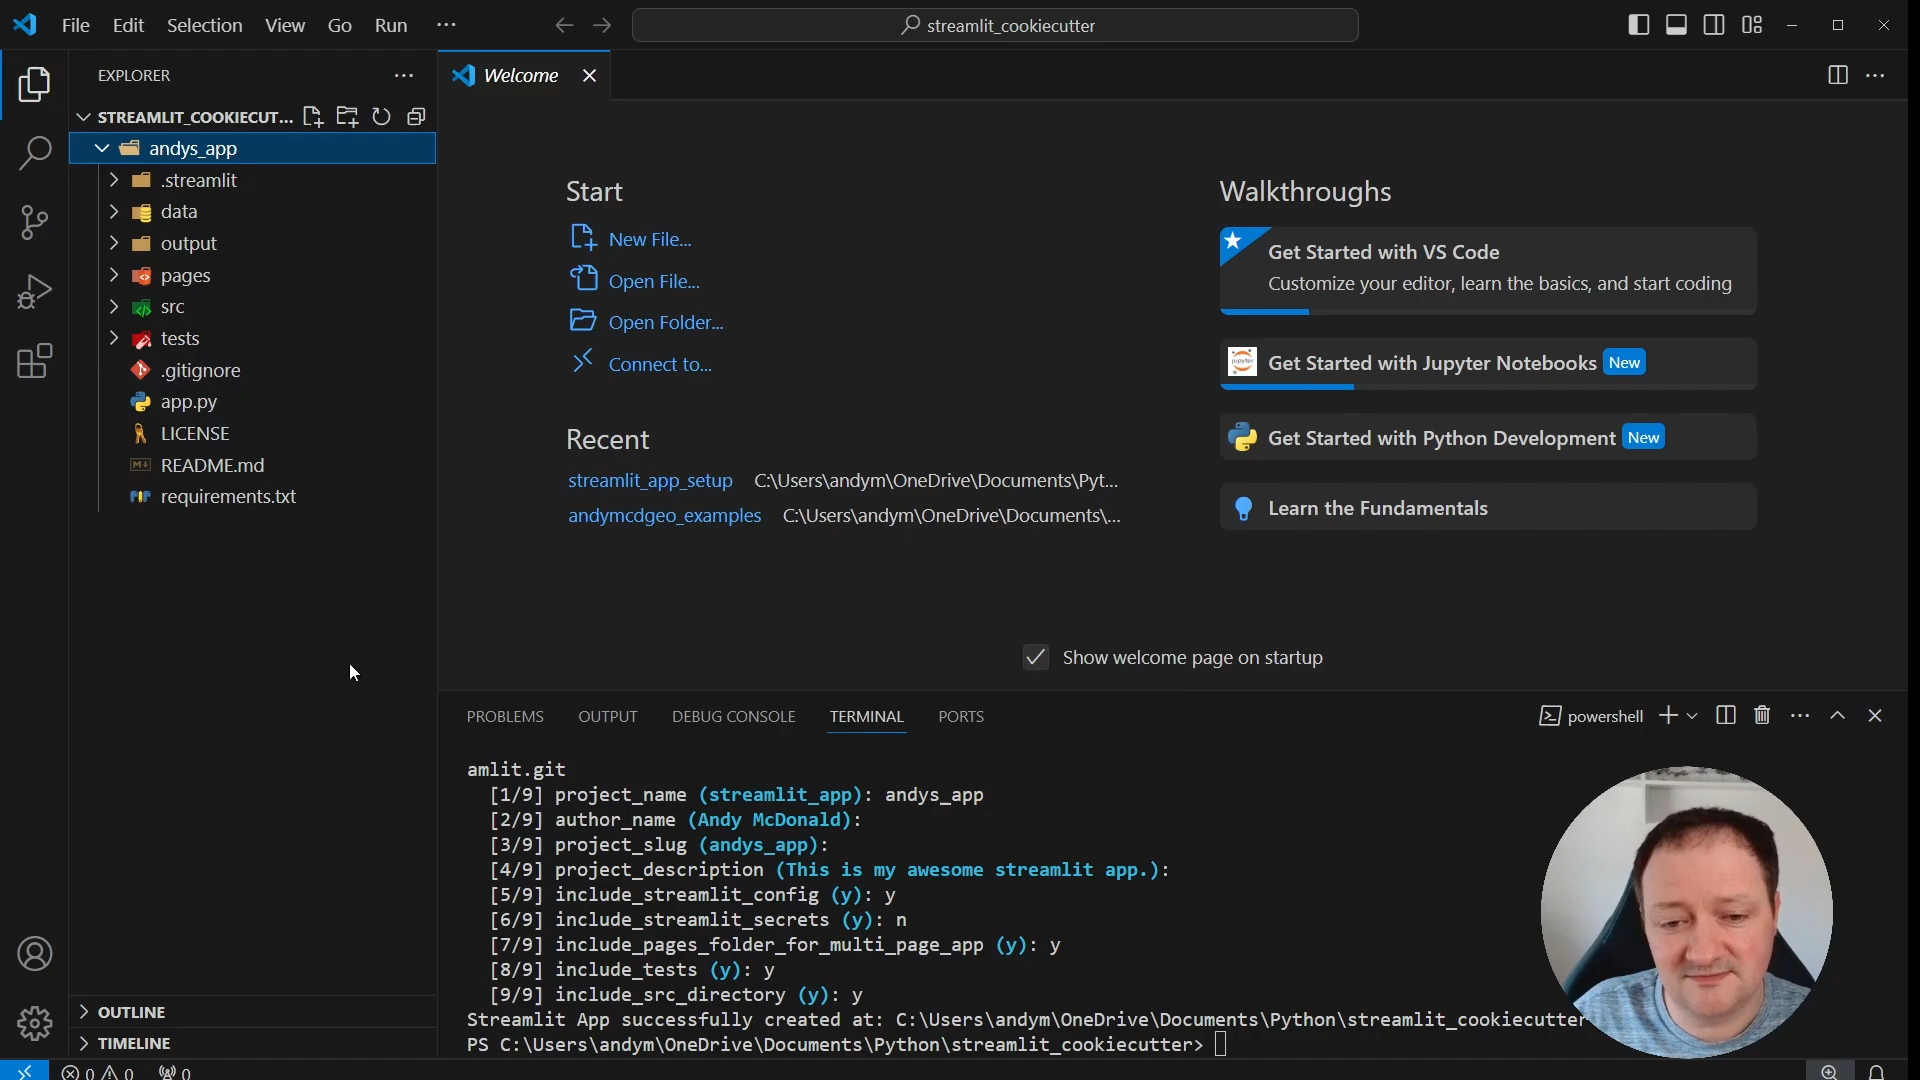 File Edit Selection View Go Run ···
streamlit_cookiecutter
EXPLORER
Welcome
STREAMLIT_COOKIECUT...
andys_app
.streamlit
data
output
pages
src
tests
.gitignore
app.py
LICENSE
README.md
requirements.txt
OUTLINE
TIMELINE
Start
New File...
Open File...
Open Folder...
Connect to...
Recent
streamlit_app_setup C:\Users\andym\OneDrive\Documents\Pyt...
andymcdgeo_examples C:\Users\andym\OneDrive\Documents\...
Walkthroughs
Get Started with VS Code
Customize your editor, learn the basics, and start coding
Get Started with Jupyter Notebooks New
Get Started with Python Development New
Learn the Fundamentals
Show welcome page on startup
PROBLEMS OUTPUT DEBUG CONSOLE TERMINAL PORTS
powershell
amlit.git
[1/9] project_name (streamlit_app): andys_app
[2/9] author_name (Andy McDonald):
[3/9] project_slug (andys_app):
[4/9] project_description (This is my awesome streamlit app.):
[5/9] include_streamlit_config (y): y
[6/9] include_streamlit_secrets (y): n
[7/9] include_pages_folder_for_multi_page_app (y): y
[8/9] include_tests (y): y
[9/9] include_src_directory (y): y
Streamlit App successfully created at: C:\Users\andym\OneDrive\Documents\Python\streamlit_cookiecutter
PS C:\Users\andym\OneDrive\Documents\Python\streamlit_cookiecutter>
0 0 0